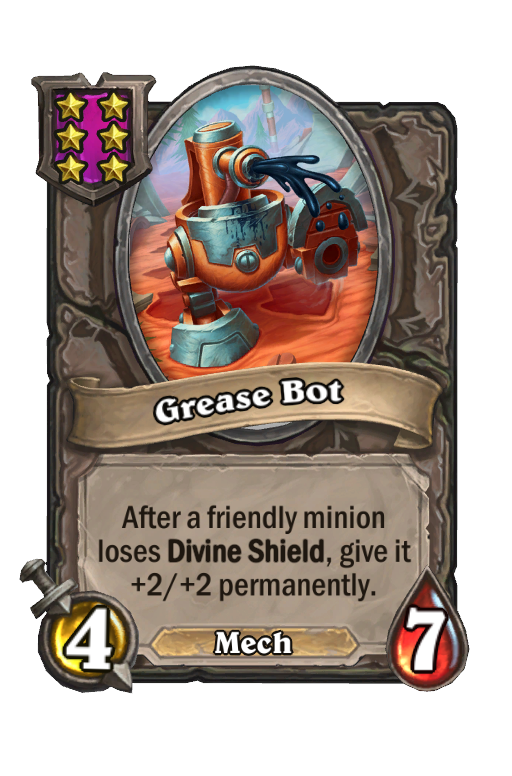 Grease Bot
After a friendly minion
loses Divine Shield, give it
+2/+2 permanently.
4
Mech
7